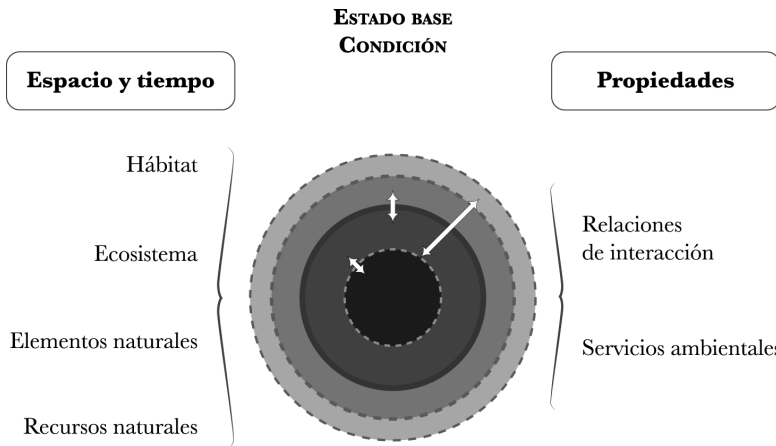 Estado base
Condición
Espacio y tiempo
Propiedades
Hábitat
Ecosistema
Elementos naturales
Recursos naturales
Relaciones
de interacción
Servicios ambientales